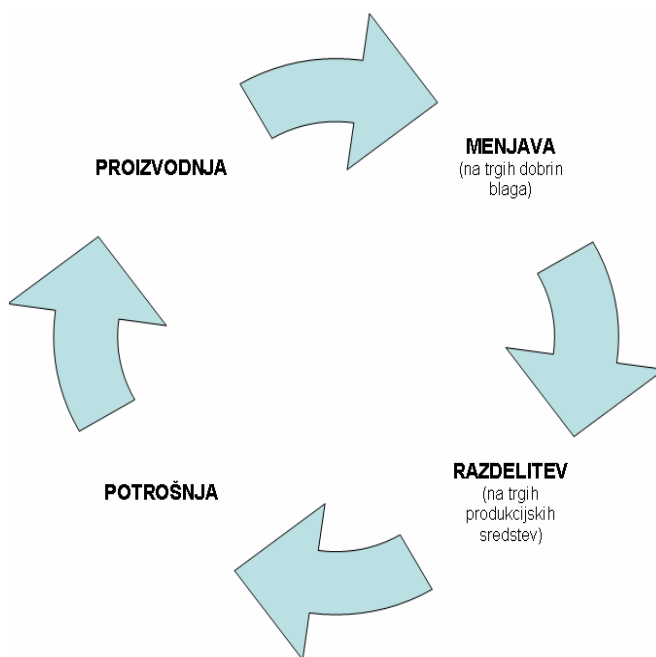 PROIZVODNJA
MENJAVA
(na trgih dobrin
blaga)
RAZDELITEV
(na trgih
produkcijskih
sredstev)
POTROŠNJA